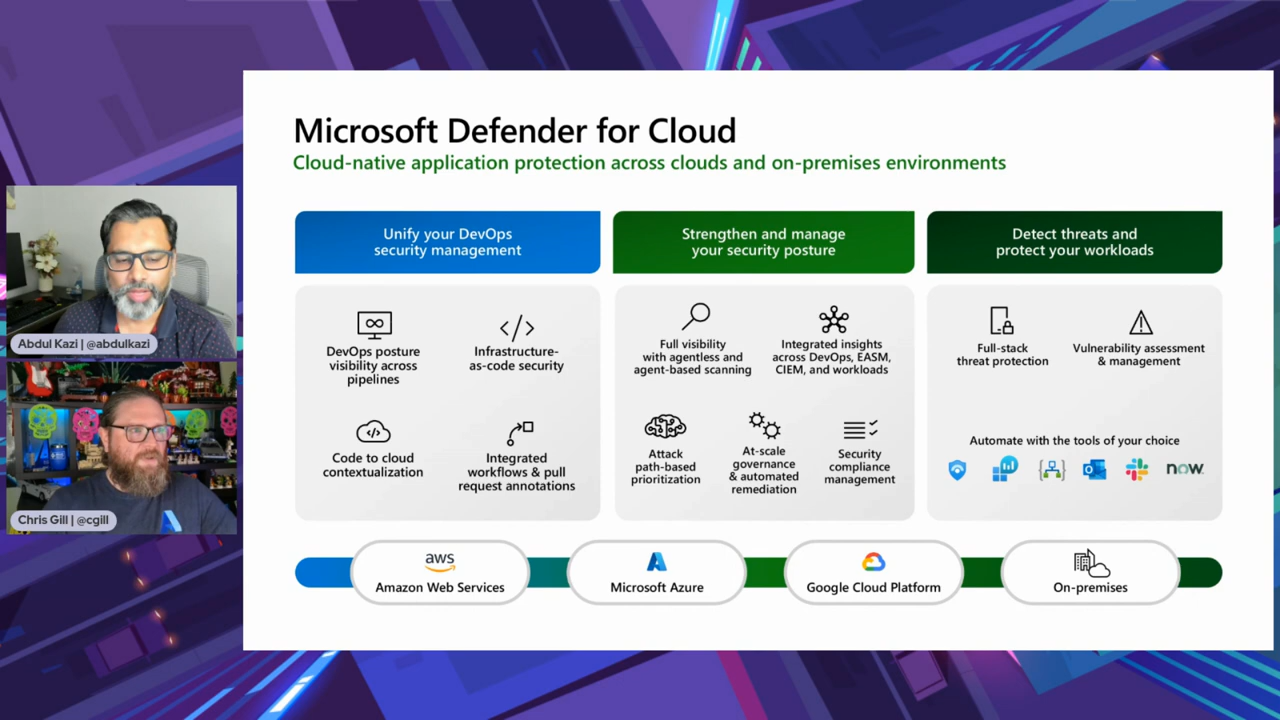 Microsoft Defender for Cloud
Cloud-native application protection across clouds and on-premises environments
Unify your DevOps
security management
DevOps posture
visibility across
pipelines
Infrastructure-
as-code security
Code to cloud
contextualization
Integrated
workflows & pull
request annotations
Strengthen and manage
your security posture
Full visibility
with agentless and
agent-based scanning
Integrated insights
across DevOps, EASM,
CIEM, and workloads
Attack
path-based
prioritization
At-scale
governance
& automated
remediation
Security
compliance
management
Detect threats and
protect your workloads
Full-stack
threat protection
Vulnerability assessment
& management
Automate with the tools of your choice
now
aws
Amazon Web Services
Microsoft Azure
Google Cloud Platform
On-premises
Abdul Kazi | @abdulkazi
Chris Gill | @cgill